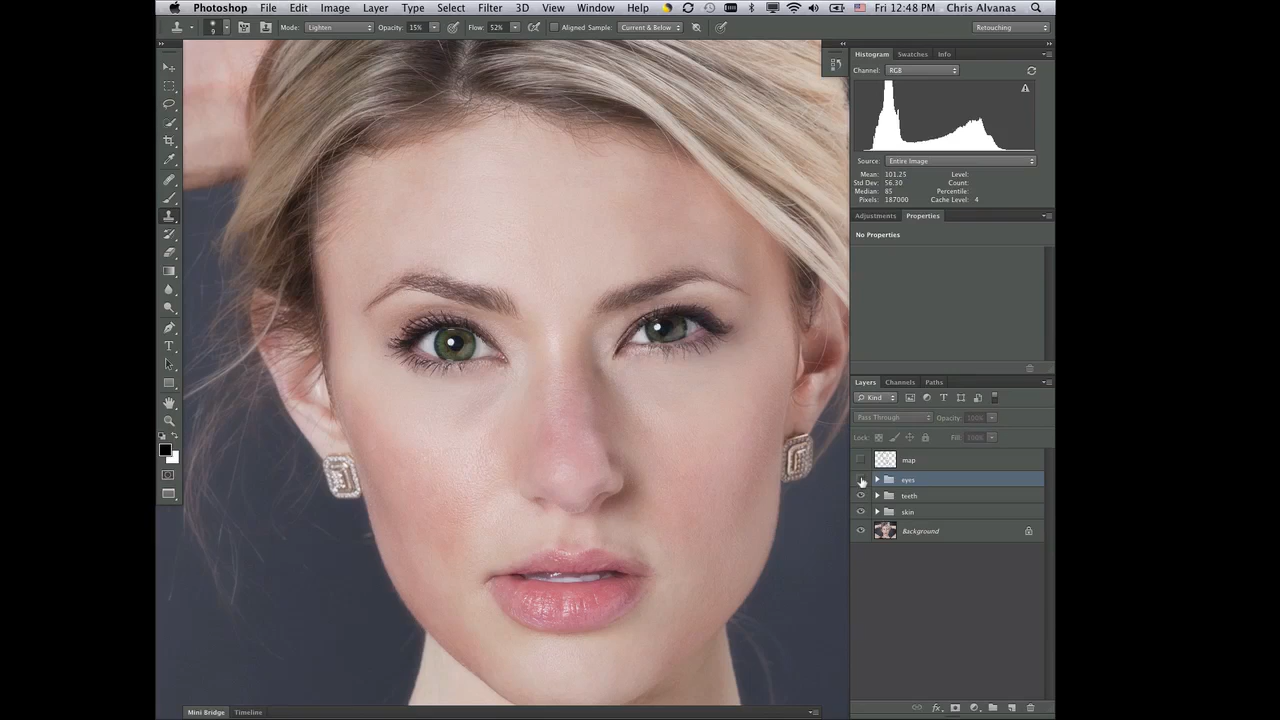 Photoshop File Edit Image Layer Type Select Filter 3D View Window Help Fri 12:48 PM Chris Alvanas
9 Mode: Lighten Opacity: 15% Flow: 52% Aligned Sample: Current & Below Retouching
Histogram Swatches Info
Channel: RGB
Source: Entire Image
Mean: 101.25 Level:
Std Dev: 56.30 Count:
Median: 85 Percentile:
Pixels: 187000 Cache Level: 4
Adjustments Properties
No Properties
Layers Channels Paths
Kind
Pass Through Opacity: 100%
Lock: Fill: 100%
map
eyes
teeth
skin
Background
Mini Bridge Timeline